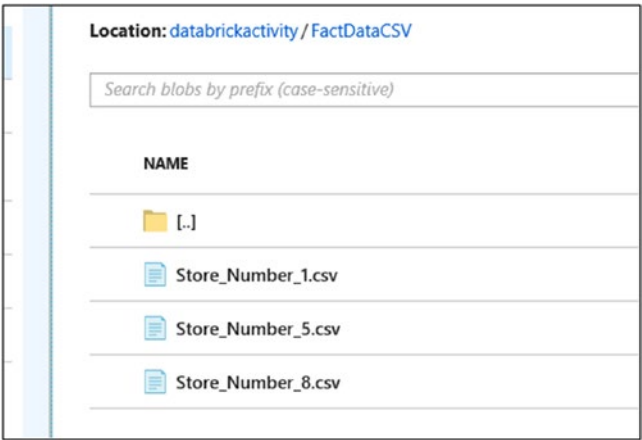 Location: databrickactivity / FactDataCSV
Search blobs by prefix (case-sensitive)
NAME
[..]
Store_Number_1.csv
Store_Number_5.csv
Store_Number_8.csv